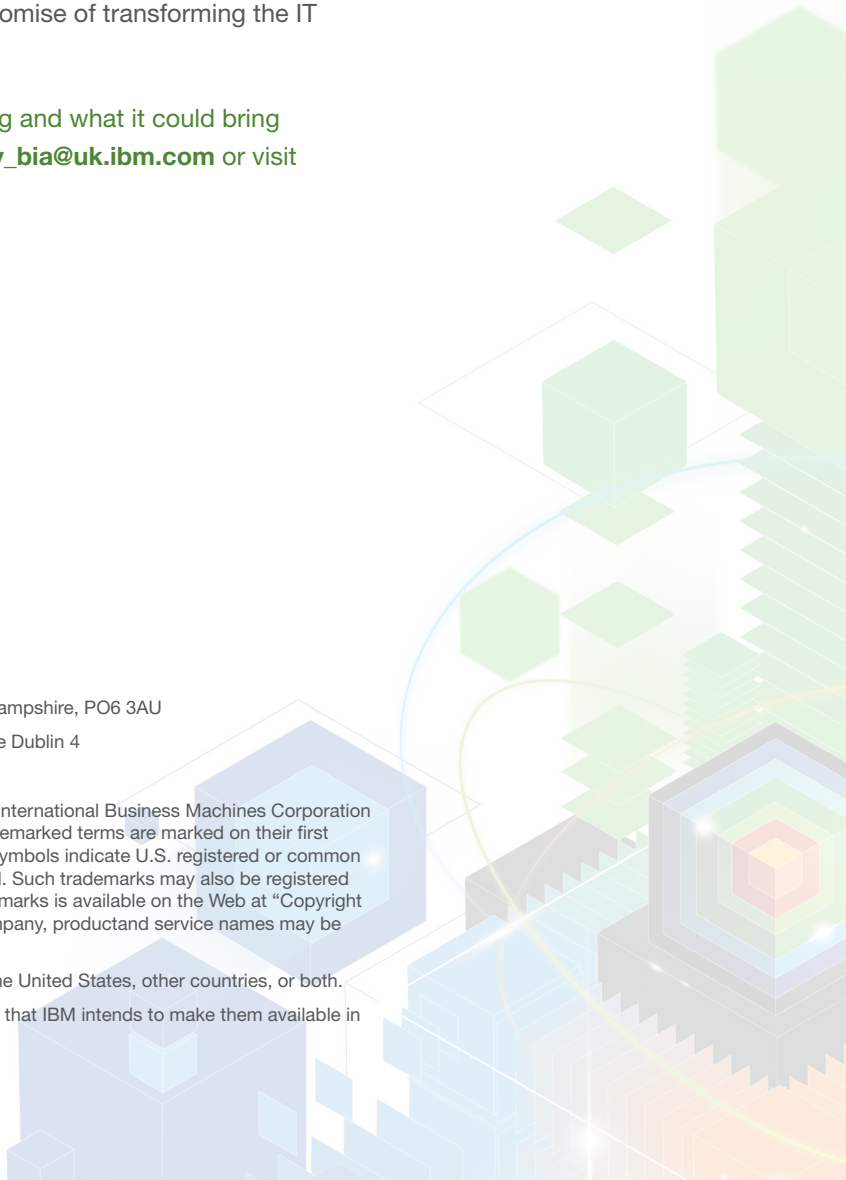 omise of transforming the IT
g and what it could bring
y_bia@uk.ibm.com or visit
ampshire, PO6 3AU
e Dublin 4
nternational Business Machines Corporation
emarked terms are marked on their first
ymbols indicate U.S. registered or common
. Such trademarks may also be registered
marks is available on the Web at “Copyright
mpany, productand service names may be
he United States, other countries, or both.
that IBM intends to make them available in